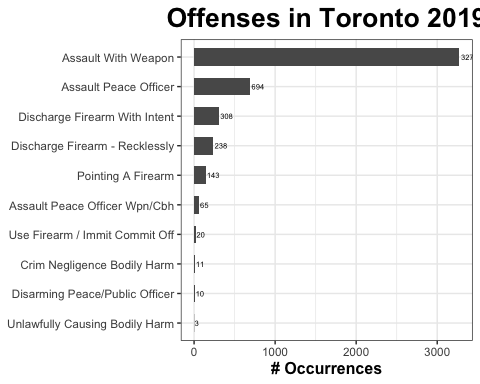 Offenses in Toronto 2019
Assault With Weapon 327
Assault Peace Officer 694
Discharge Firearm With Intent 308
Discharge Firearm - Recklessly 238
Pointing A Firearm 143
Assault Peace Officer Wpn/Cbh 65
Use Firearm / Immit Commit Off 20
Crim Negligence Bodily Harm 11
Disarming Peace/Public Officer 10
Unlawfully Causing Bodily Harm 3
0 1000 2000 3000
# Occurrences